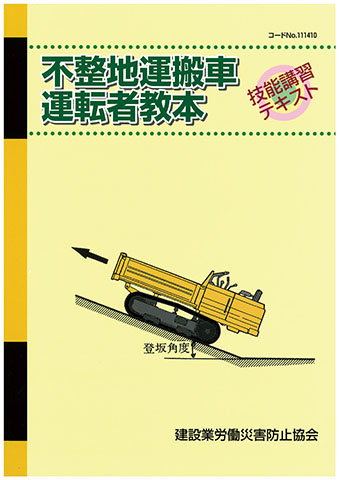 コードNo.111410
不整地運搬車
運転者教本
技能講習
テキスト
登坂角度
建設業労働災害防止協会